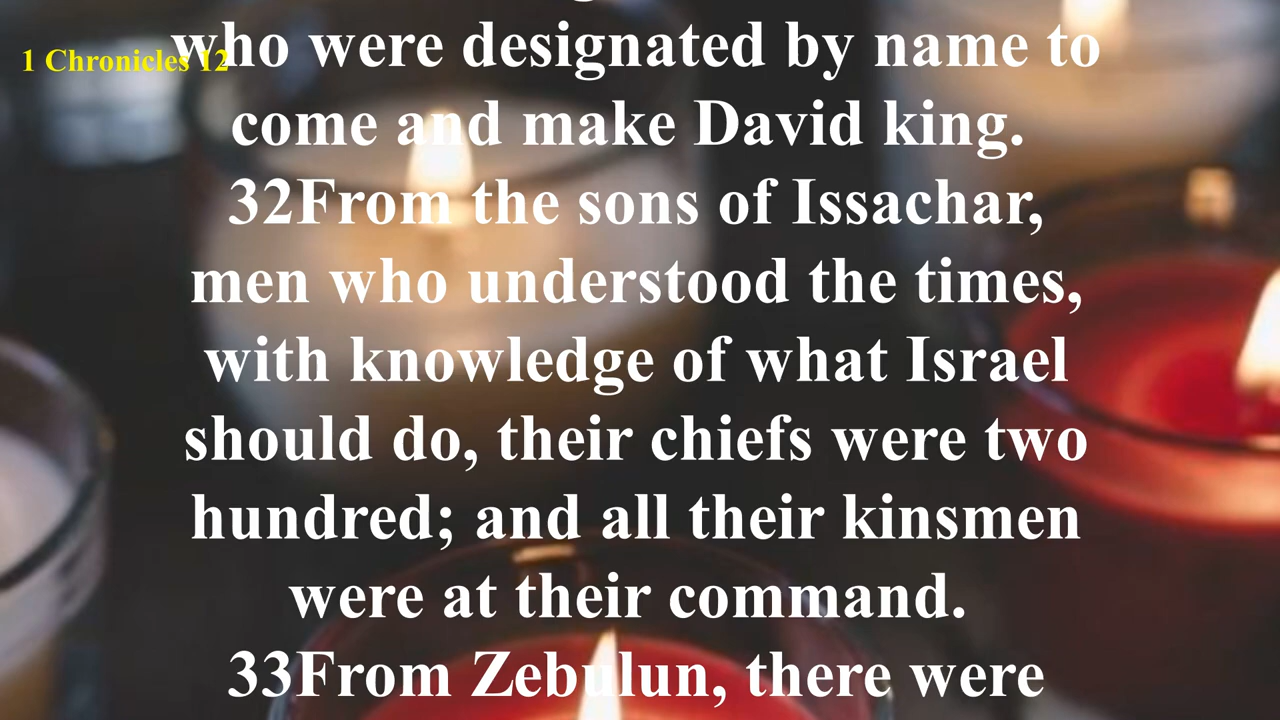 1 Chronicles 12
who were designated by name to
come and make David king.
32From the sons of Issachar,
men who understood the times,
with knowledge of what Israel
should do, their chiefs were two
hundred; and all their kinsmen
were at their command.
33From Zebulun, there were